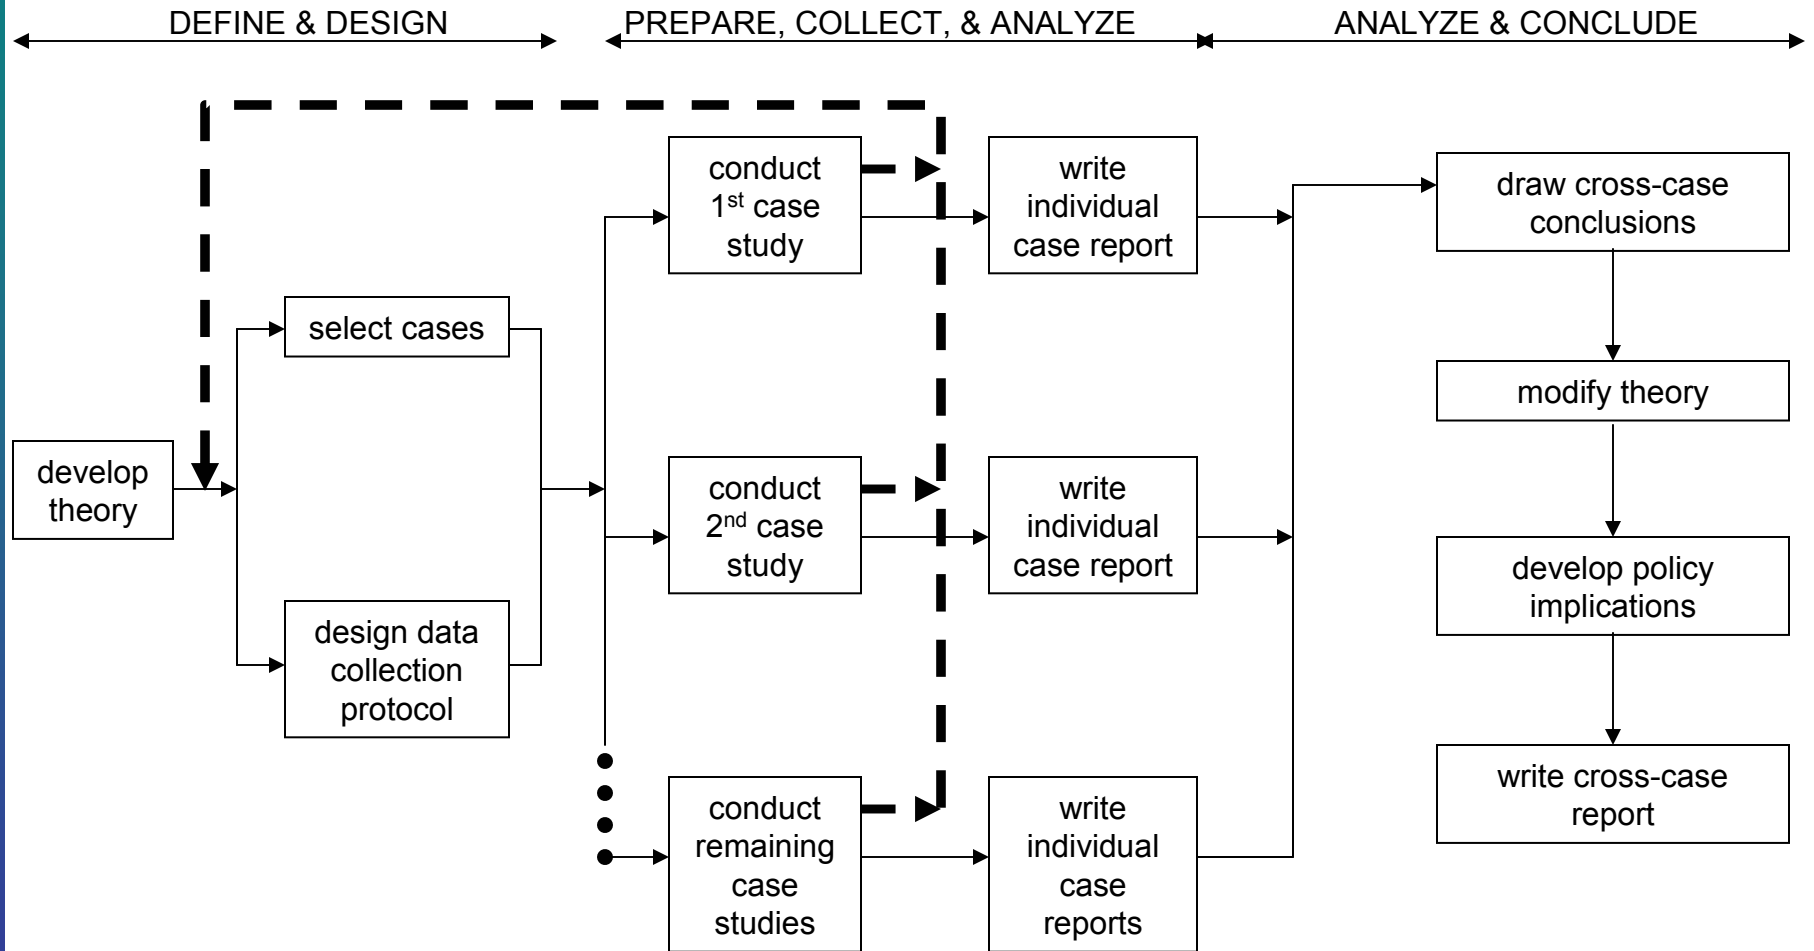 DEFINE & DESIGN
PREPARE, COLLECT, & ANALYZE
ANALYZE & CONCLUDE
develop
theory
select cases
design data
collection
protocol
conduct
1st case
study
write
individual
case report
conduct
2nd case
study
write
individual
case report
conduct
remaining
case
studies
write
individual
case
reports
draw cross-case
conclusions
modify theory
develop policy
implications
write cross-case
report